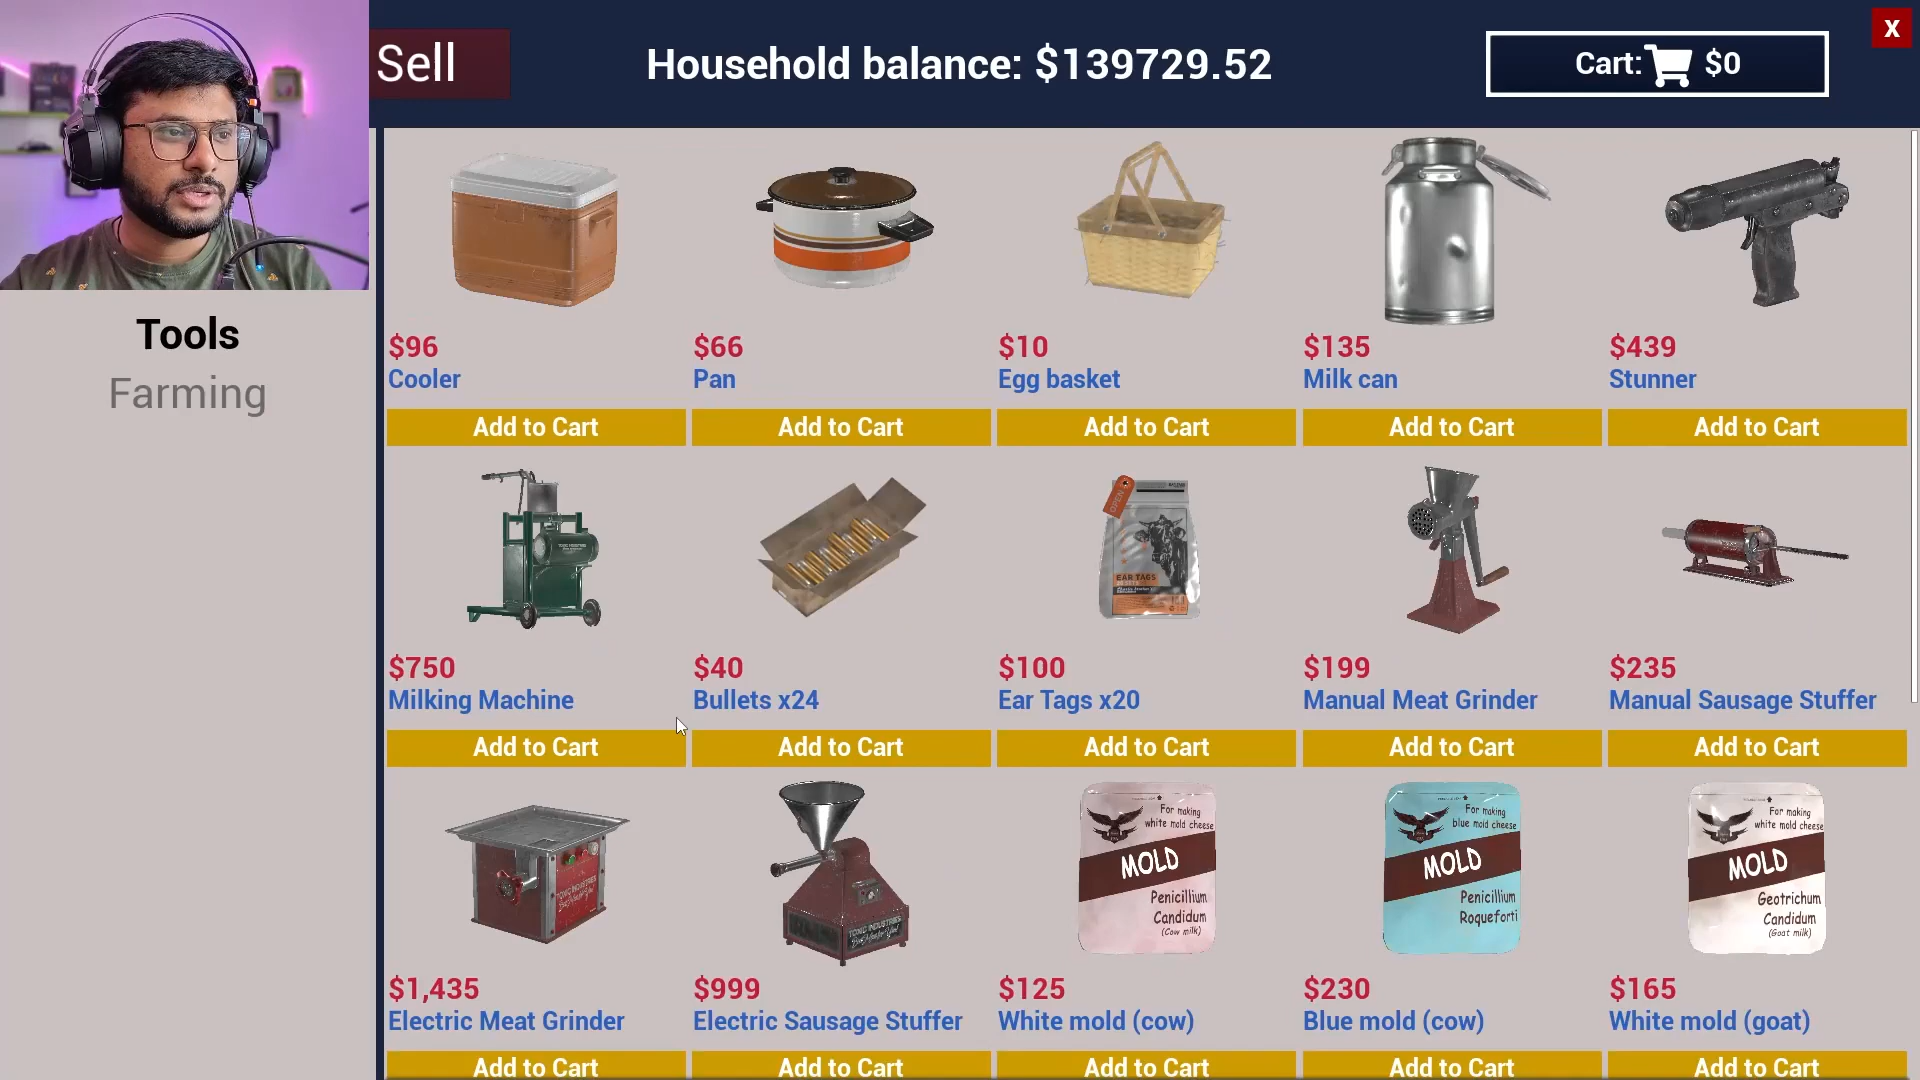 Sell
Household balance: $139729.52
Cart: $0
X
Tools
Farming
$96
Cooler
Add to Cart
$66
Pan
Add to Cart
$10
Egg basket
Add to Cart
$135
Milk can
Add to Cart
$439
Stunner
Add to Cart
$750
Milking Machine
Add to Cart
$40
Bullets x24
Add to Cart
OPEN
EAR TAGS
$100
Ear Tags x20
Add to Cart
$199
Manual Meat Grinder
Add to Cart
$235
Manual Sausage Stuffer
Add to Cart
TOXIC INDUSTRIES
$1,435
Electric Meat Grinder
Add to Cart
TOXIC INDUSTRIES
$999
Electric Sausage Stuffer
Add to Cart
For making
white mold cheese
MOLD
Penicillium
Candidum
(Cow milk)
$125
White mold (cow)
Add to Cart
For making
blue mold cheese
MOLD
Penicillium
Roqueforti
$230
Blue mold (cow)
Add to Cart
For making
white mold cheese
MOLD
Geotrichum
Candidum
(Goat milk)
$165
White mold (goat)
Add to Cart